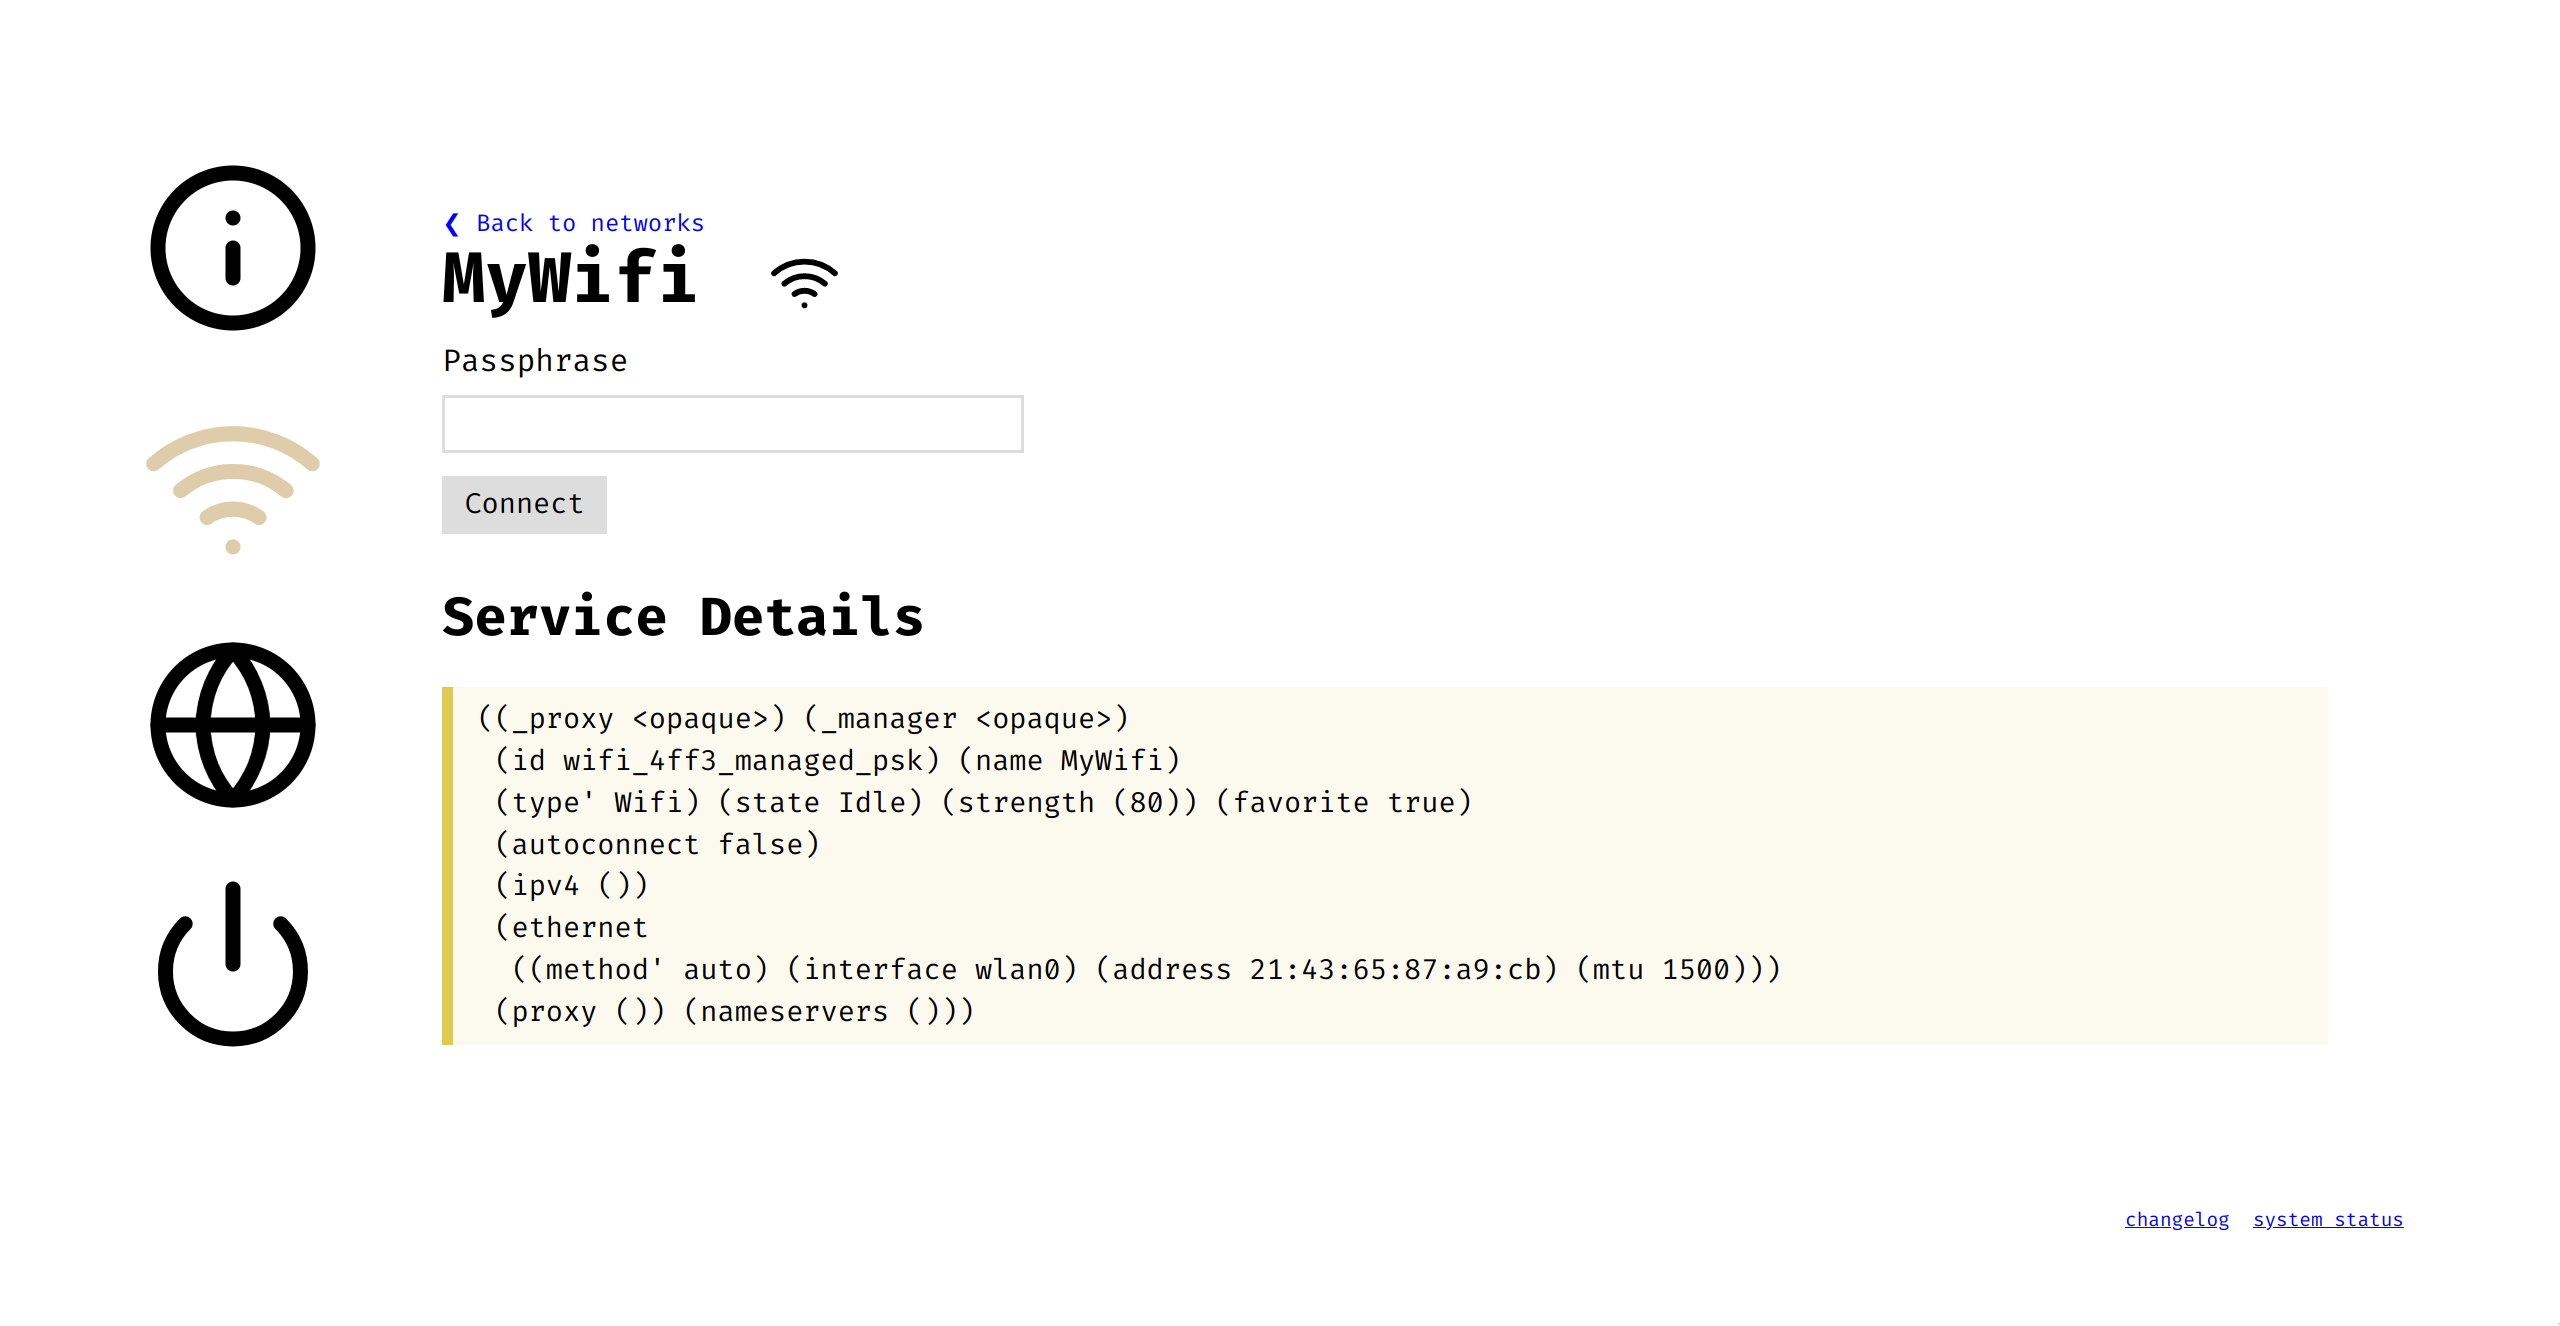 ❮ Back to networks
MyWifi
Passphrase
Connect
Service Details
((_proxy <opaque>) (_manager <opaque>)
(id wifi_4ff3_managed_psk) (name MyWifi)
(type' Wifi) (state Idle) (strength (80)) (favorite true)
(autoconnect false)
(ipv4 ())
(ethernet
((method' auto) (interface wlan0) (address 21:43:65:87:a9:cb) (mtu 1500)))
(proxy ()) (nameservers ()))
changelog system status